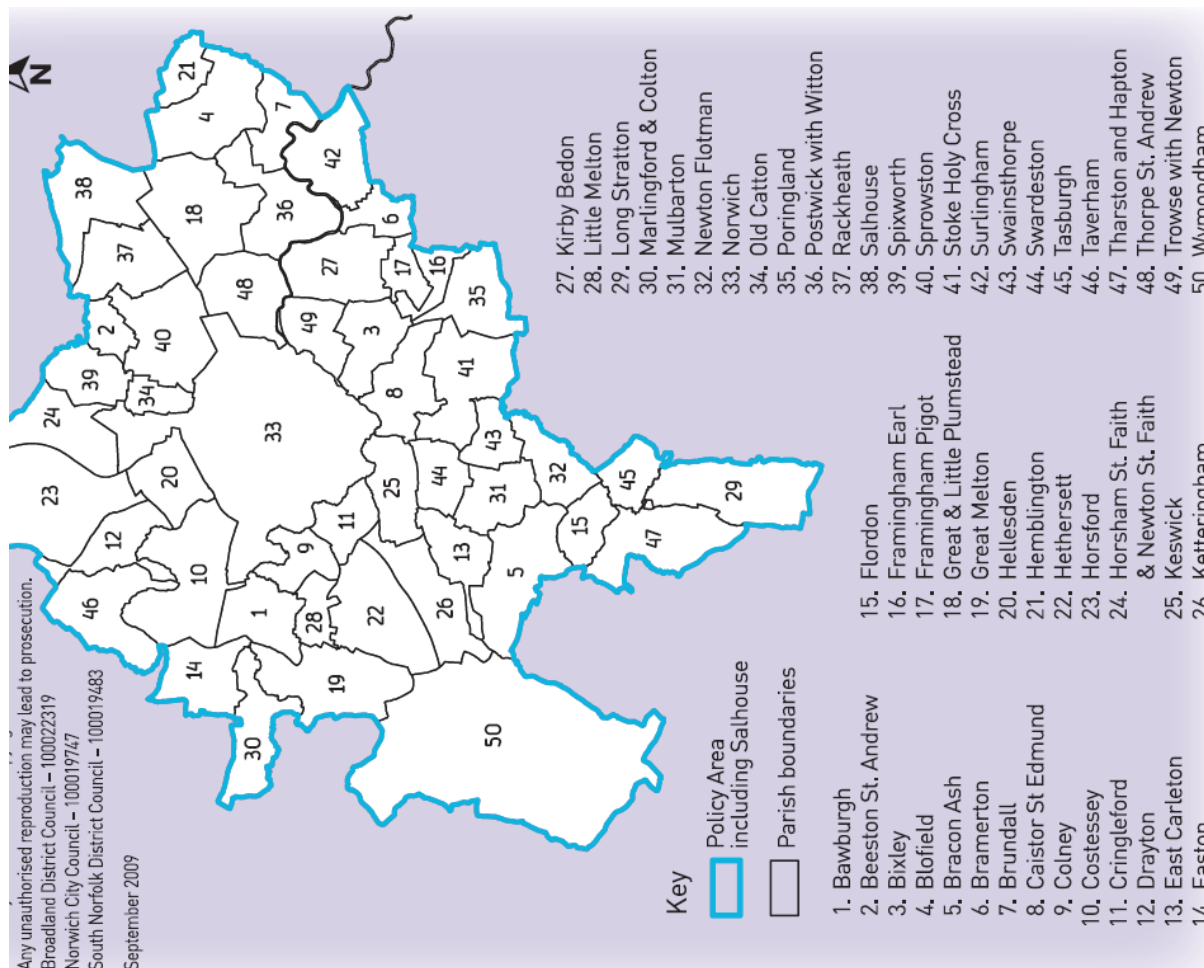 Any unauthorised reproduction may lead to prosecution.
Broadland District Council – 100022319
Norwich City Council – 100019747
South Norfolk District Council – 100019483
September 2009
N
21
4
7
38
42
18
36
6
37
27
17
16
48
2
35
40
49
3
39
41
34
8
24
33
43
32
23
20
44
45
25
31
29
12
11
15
9
13
47
10
5
46
1
28
22
26
14
19
30
50
Key
Policy Area
including Salhouse
Parish boundaries
1. Bawburgh
2. Beeston St. Andrew
3. Bixley
4. Blofield
5. Bracon Ash
6. Bramerton
7. Brundall
8. Caistor St Edmund
9. Colney
10. Costessey
11. Cringleford
12. Drayton
13. East Carleton
14. Easton
15. Flordon
16. Framingham Earl
17. Framingham Pigot
18. Great & Little Plumstead
19. Great Melton
20. Hellesden
21. Hemblington
22. Hethersett
23. Horsford
24. Horsham St. Faith
& Newton St. Faith
25. Keswick
26. Ketteringham
27. Kirby Bedon
28. Little Melton
29. Long Stratton
30. Marlingford & Colton
31. Mulbarton
32. Newton Flotman
33. Norwich
34. Old Catton
35. Poringland
36. Postwick with Witton
37. Rackheath
38. Salhouse
39. Spixworth
40. Sprowston
41. Stoke Holy Cross
42. Surlingham
43. Swainsthorpe
44. Swardeston
45. Tasburgh
46. Taverham
47. Tharston and Hapton
48. Thorpe St. Andrew
49. Trowse with Newton
50. Wymondham